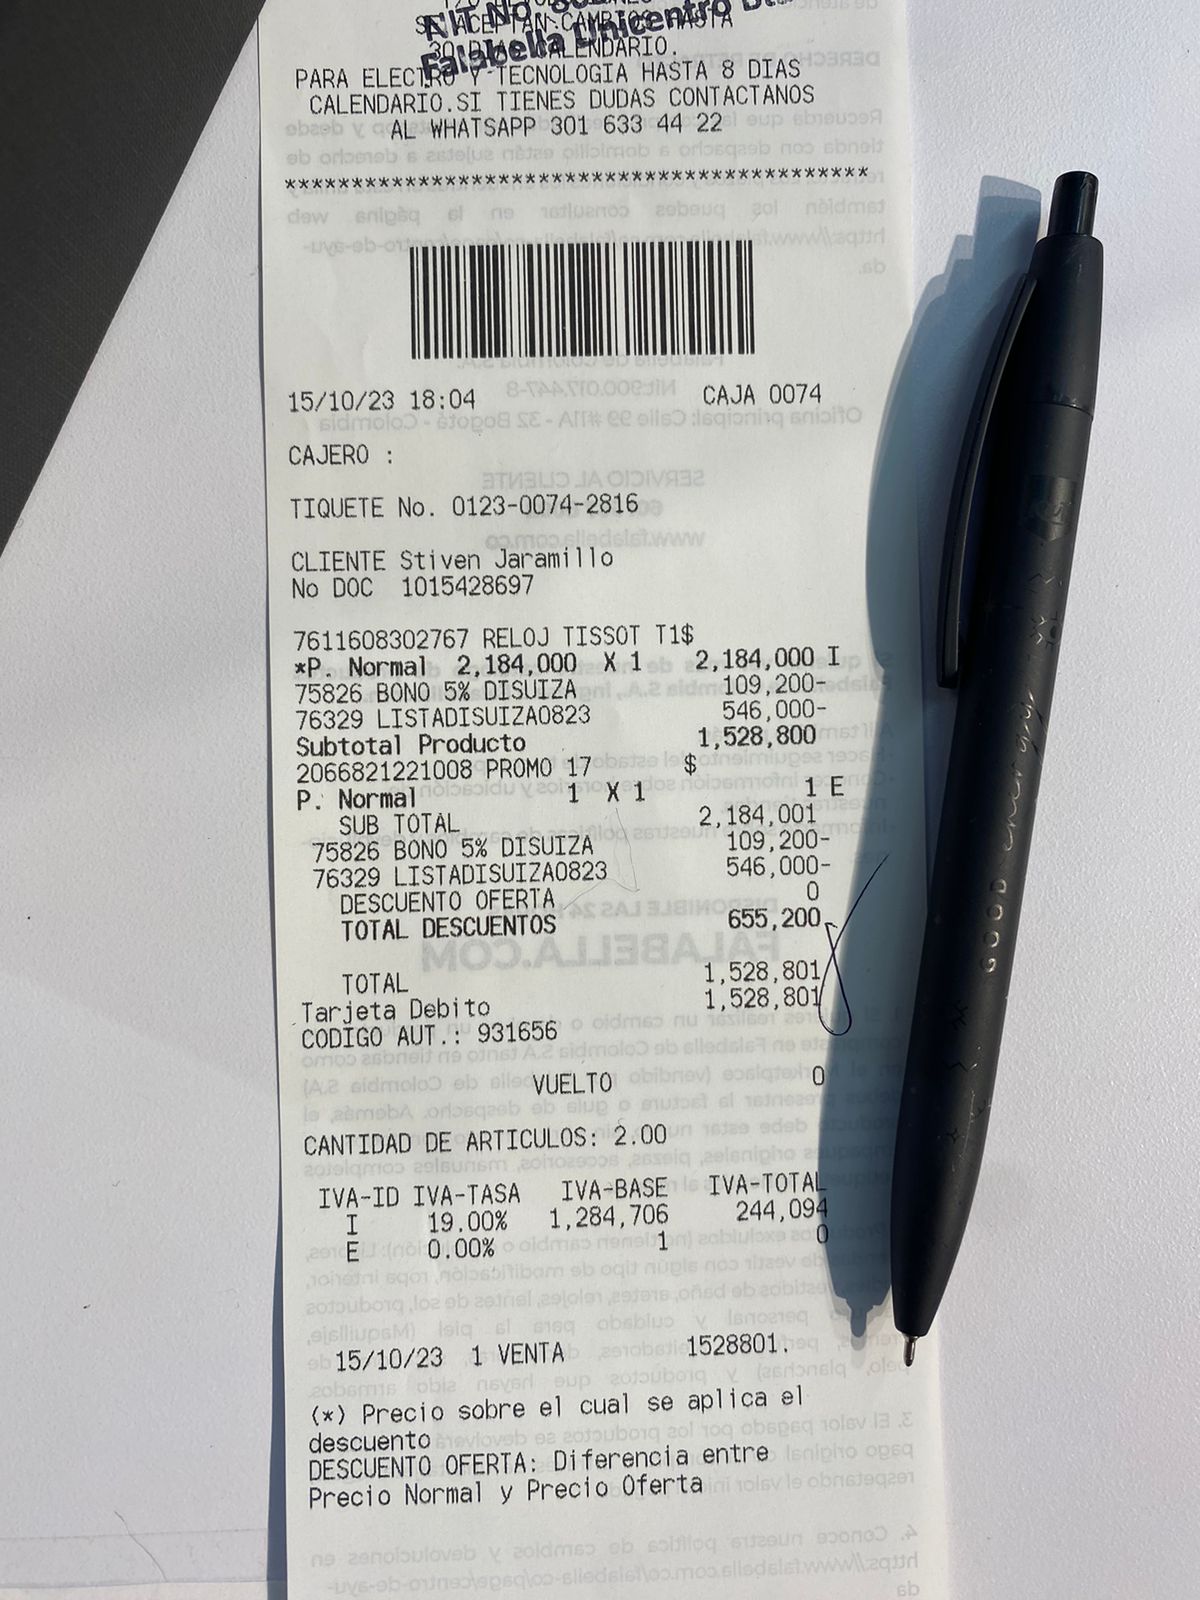 SE ACEPTAN CAMBIOS HASTA
30 DIAS CALENDARIO.
Falabella Unicentro
PARA ELECTRO Y TECNOLOGIA HASTA 8 DIAS
CALENDARIO.SI TIENES DUDAS CONTACTANOS
AL WHATSAPP 301 633 44 22
********************************************
15/10/23 18:04 CAJA 0074
CAJERO :
TIQUETE No. 0123-0074-2816
CLIENTE Stiven Jaramillo
No DOC 1015428697
7611608302767 RELOJ TISSOT T1$
*P. Normal 2,184,000 X 1 2,184,000 I
75826 BONO 5% DISUIZA 109,200-
76329 LISTADISUIZA0823 546,000-
Subtotal Producto 1,528,800
2066821221008 PROMO 17 $
P. Normal 1 X 1 1 E
SUB TOTAL 2,184,001
75826 BONO 5% DISUIZA 109,200-
76329 LISTADISUIZA0823 546,000-
DESCUENTO OFERTA 0
TOTAL DESCUENTOS 655,200
TOTAL 1,528,801
Tarjeta Debito 1,528,801
CODIGO AUT.: 931656
VUELTO 0
CANTIDAD DE ARTICULOS: 2.00
IVA-ID IVA-TASA IVA-BASE IVA-TOTAL
I 19.00% 1,284,706 244,094
E 0.00% 1 0
15/10/23 1 VENTA 1528801.
(*) Precio sobre el cual se aplica el
descuento
DESCUENTO OFERTA: Diferencia entre
Precio Normal y Precio Oferta